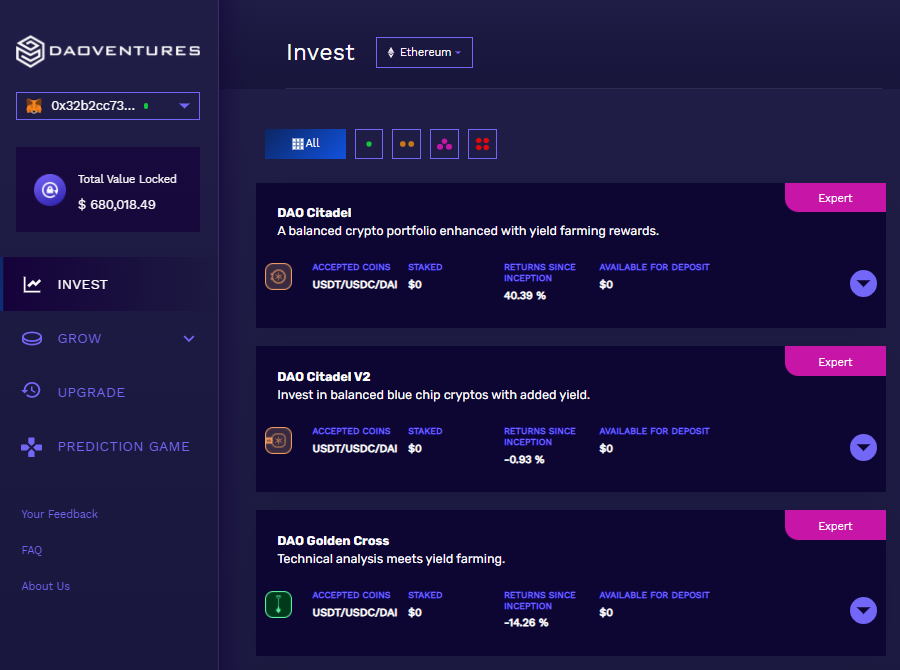 DAOVENTURES
0x32b2cc73...
Total Value Locked
$ 680,018.49
INVEST
GROW
UPGRADE
PREDICTION GAME
Your Feedback
FAQ
About Us
Invest
Ethereum
All
Expert
DAO Citadel
A balanced crypto portfolio enhanced with yield farming rewards.
ACCEPTED COINS STAKED RETURNS SINCE INCEPTION AVAILABLE FOR DEPOSIT
USDT/USDC/DAI $0 40.39 % $0
Expert
DAO Citadel V2
Invest in balanced blue chip cryptos with added yield.
ACCEPTED COINS STAKED RETURNS SINCE INCEPTION AVAILABLE FOR DEPOSIT
USDT/USDC/DAI $0 -0.93 % $0
Expert
DAO Golden Cross
Technical analysis meets yield farming.
ACCEPTED COINS STAKED RETURNS SINCE INCEPTION AVAILABLE FOR DEPOSIT
USDT/USDC/DAI $0 -14.26 % $0